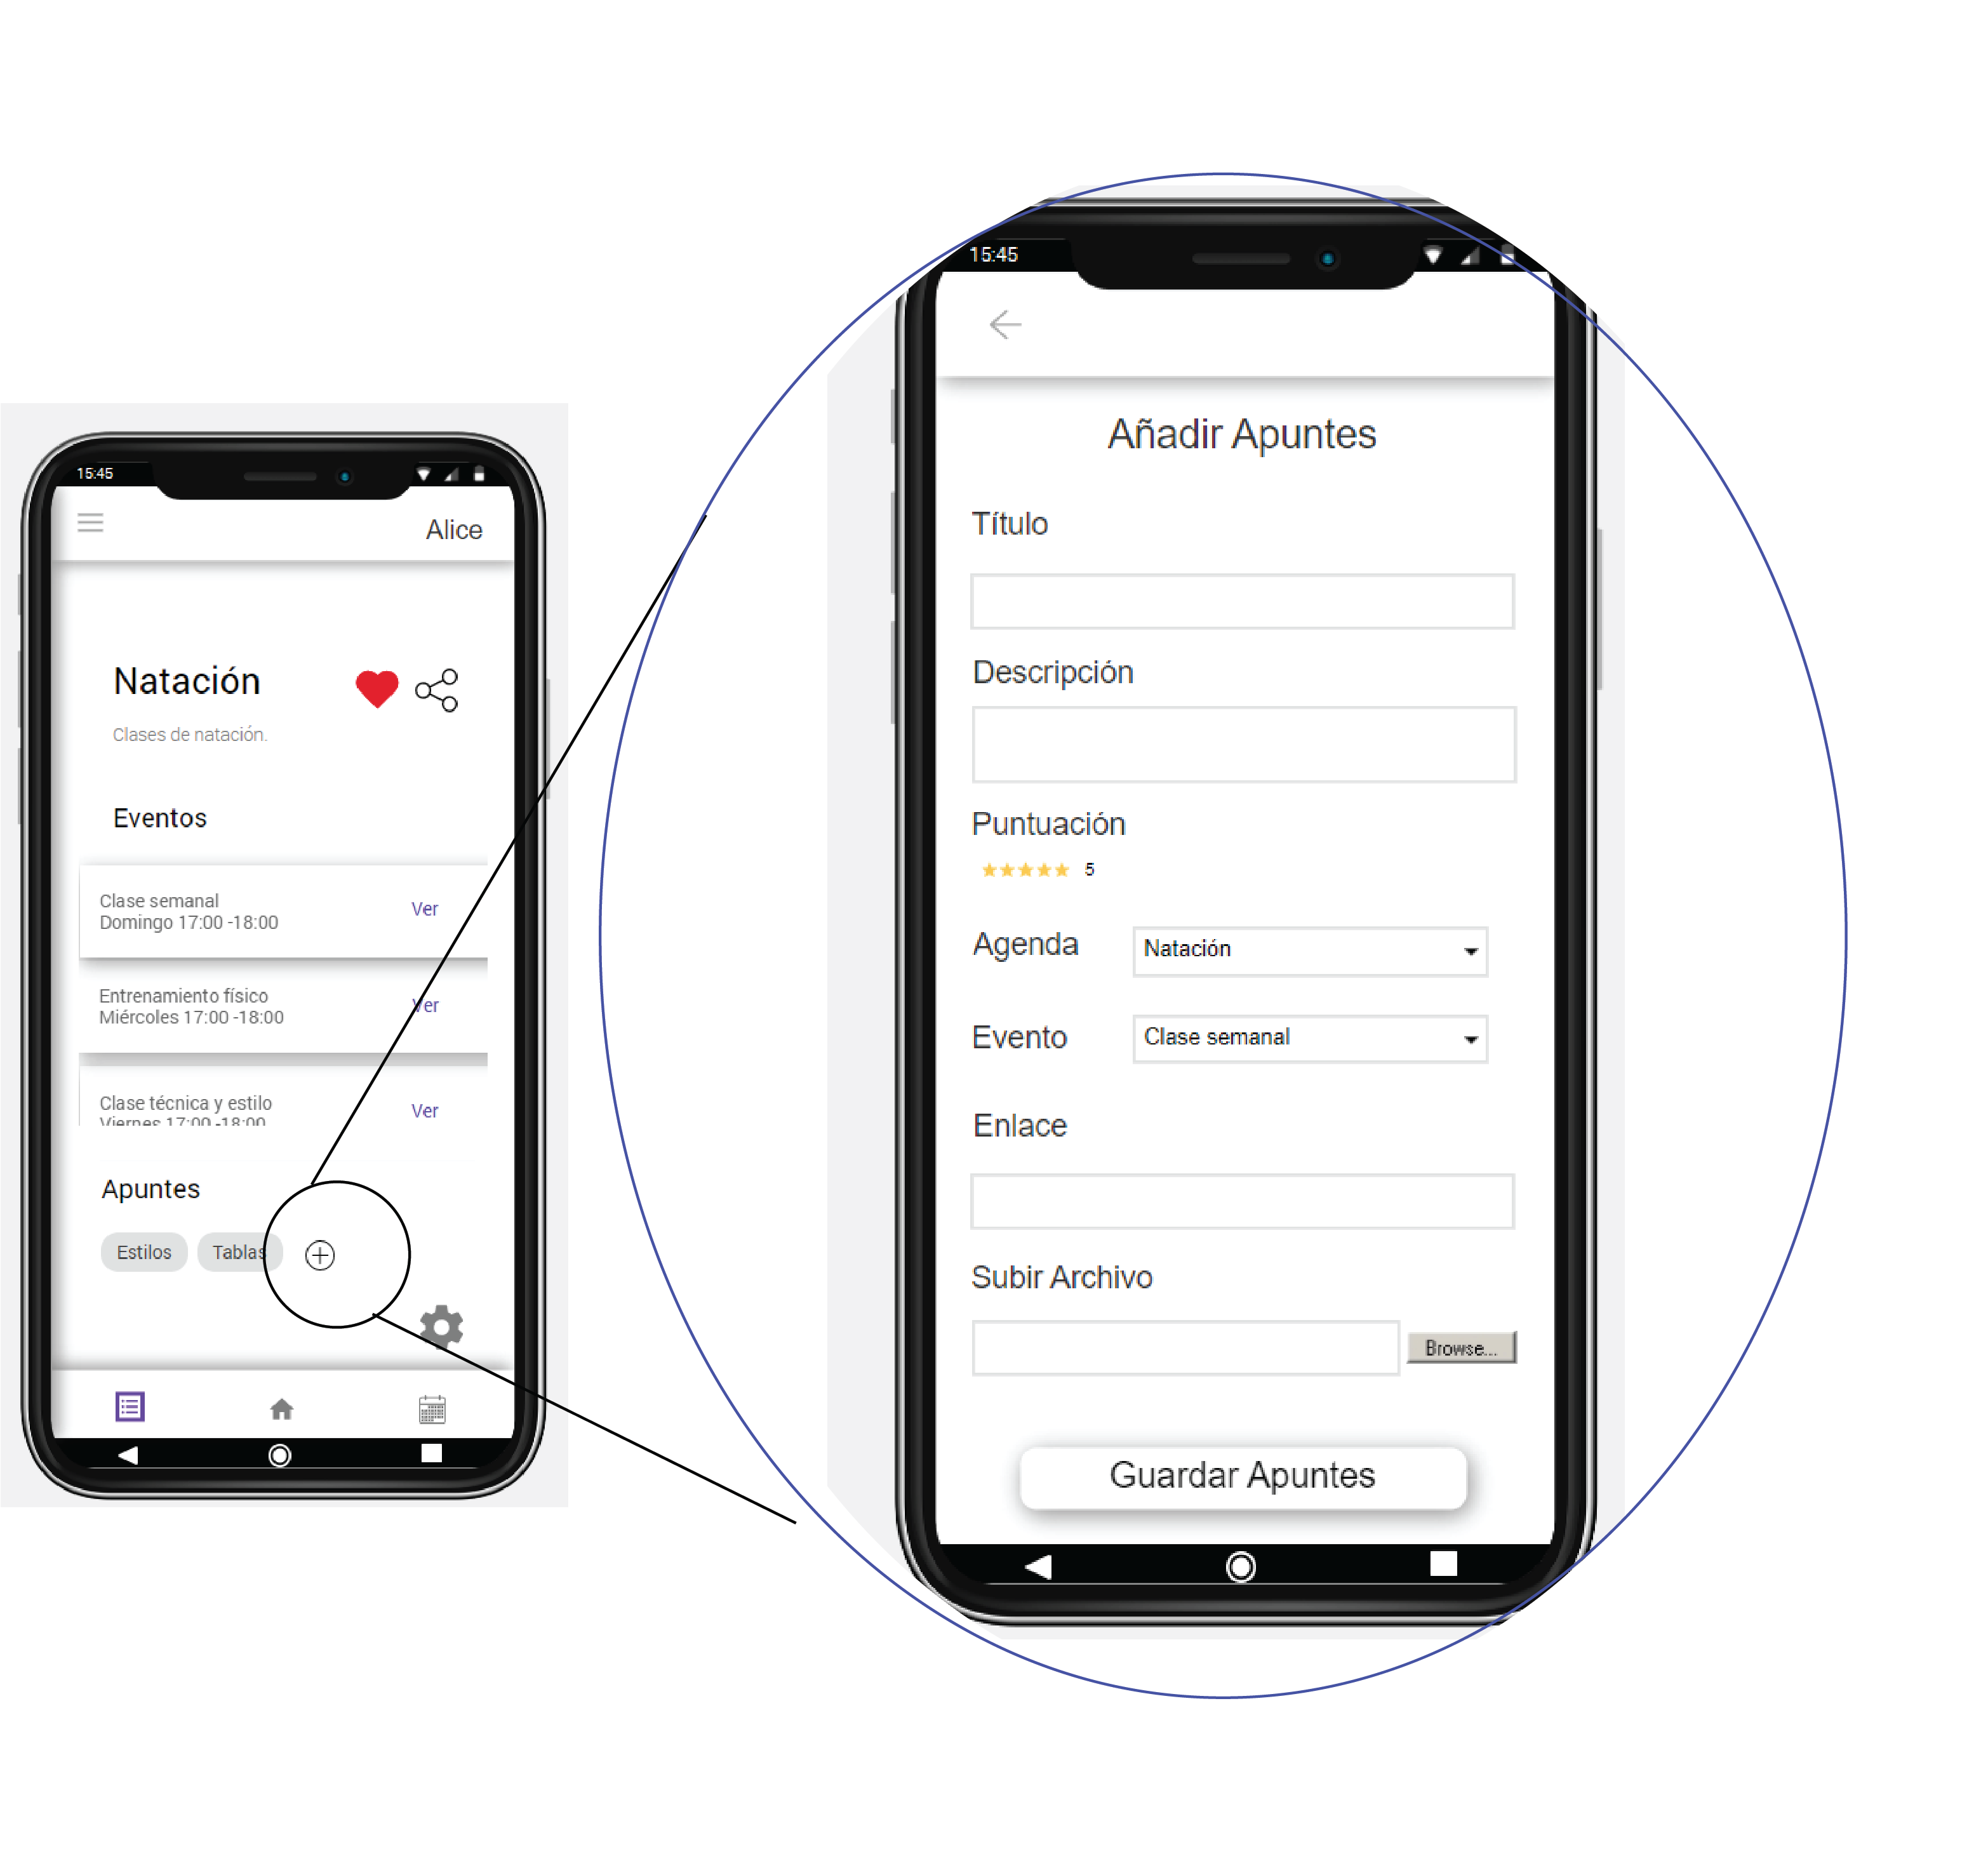 15:45
Alice
Natación
Clases de natación.
Eventos
Clase semanal
Domingo 17:00 -18:00
Ver
Entrenamiento físico
Miércoles 17:00 -18:00
Ver
Clase técnica y estilo
Viernes 17:00 -18:00
Ver
Apuntes
Estilos
Tablas
15:45
Añadir Apuntes
Título
Descripción
Puntuación
5
Agenda
Natación
Evento
Clase semanal
Enlace
Subir Archivo
Browse...
Guardar Apuntes